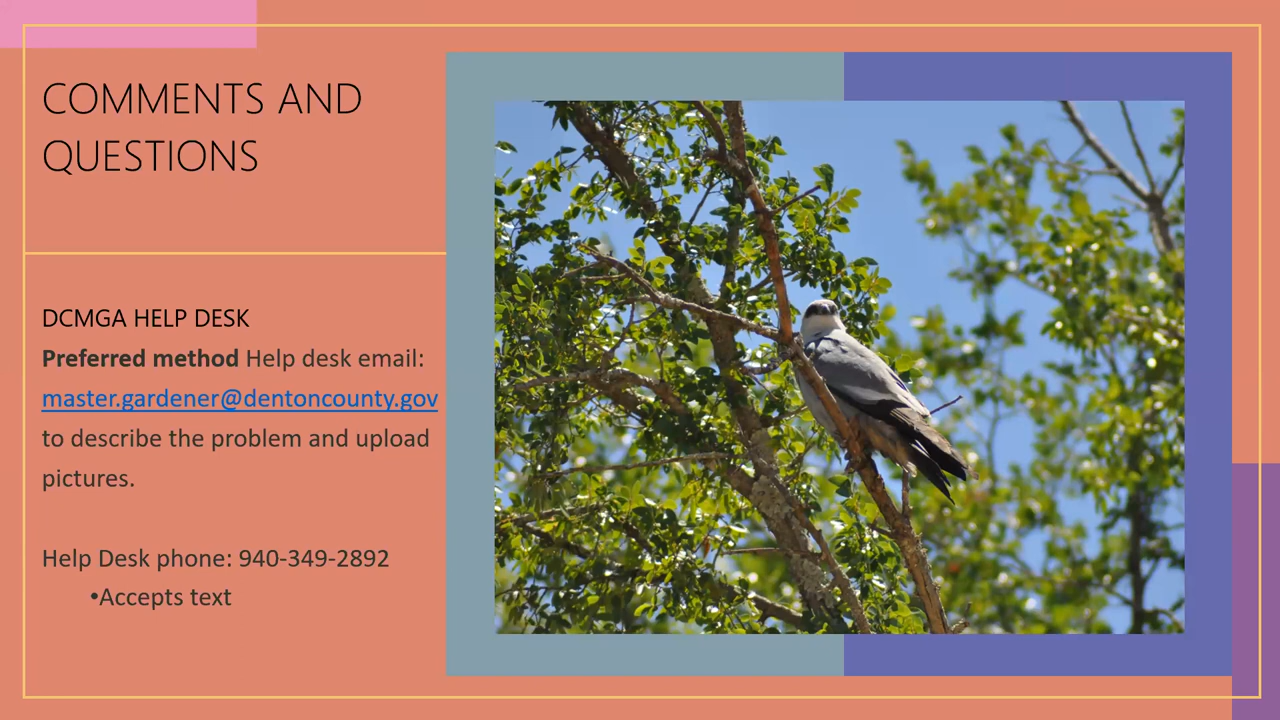 COMMENTS AND
QUESTIONS
DCMGA HELP DESK
Preferred method Help desk email:
master.gardener@dentoncounty.gov
to describe the problem and upload
pictures.
Help Desk phone: 940-349-2892
•Accepts text